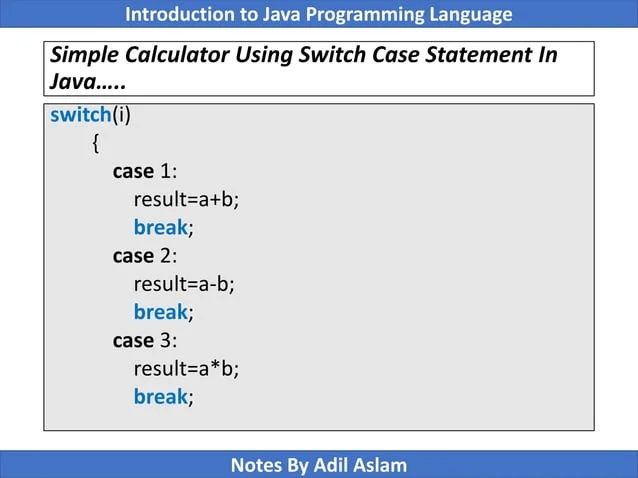 Introduction to Java Programming Language
Simple Calculator Using Switch Case Statement In
Java…..
switch(i)
{
case 1:
result=a+b;
break;
case 2:
result=a-b;
break;
case 3:
result=a*b;
break;
Notes By Adil Aslam